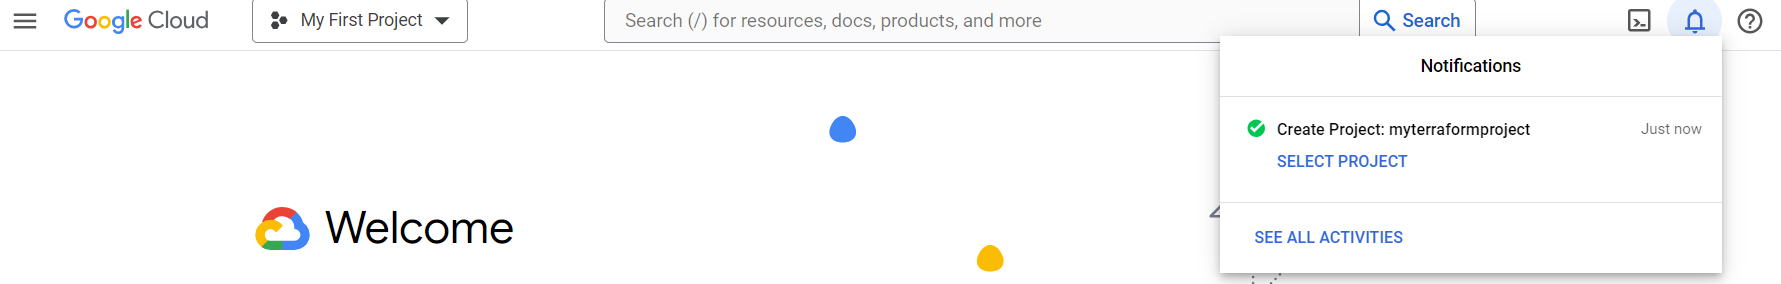 Google Cloud
My First Project
Search (/) for resources, docs, products, and more
Search
Notifications
Create Project: myterraformproject
Just now
SELECT PROJECT
SEE ALL ACTIVITIES
Welcome